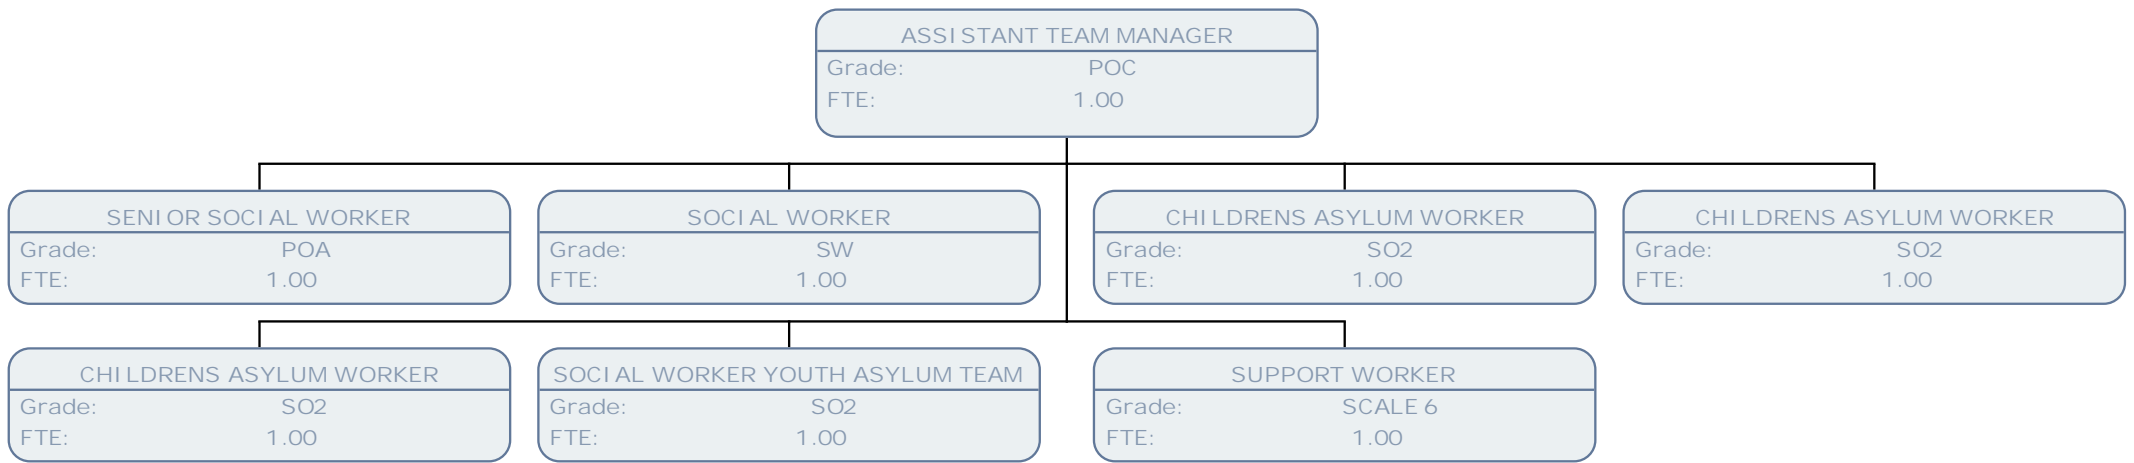 ASSISTANT TEAM MANAGER
Grade: POC
FTE: 1.00
SENIOR SOCIAL WORKER
Grade: POA
FTE: 1.00
SOCIAL WORKER
Grade: SW
FTE: 1.00
CHILDRENS ASYLUM WORKER
Grade: SO2
FTE: 1.00
CHILDRENS ASYLUM WORKER
Grade: SO2
FTE: 1.00
CHILDRENS ASYLUM WORKER
Grade: SO2
FTE: 1.00
SOCIAL WORKER YOUTH ASYLUM TEAM
Grade: SO2
FTE: 1.00
SUPPORT WORKER
Grade: SCALE 6
FTE: 1.00